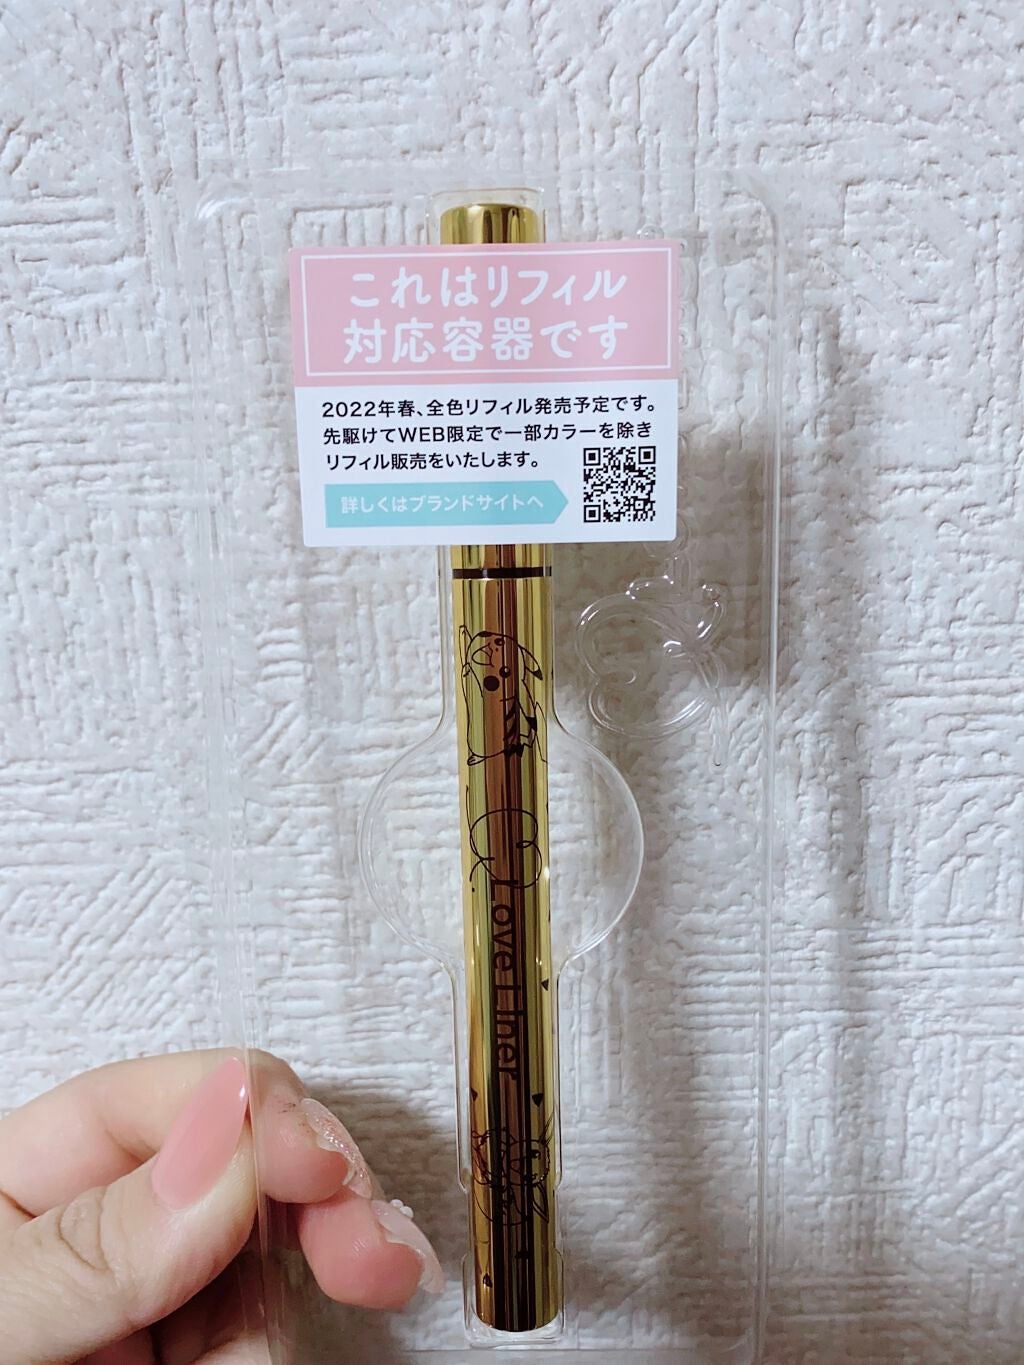 これはリフィル
対応容器です
2022年春、全色リフィル発売予定です。
先駆けてWEB限定で一部カラーを除き
リフィル販売をいたします。
詳しくはブランドサイトへ
Love Liner